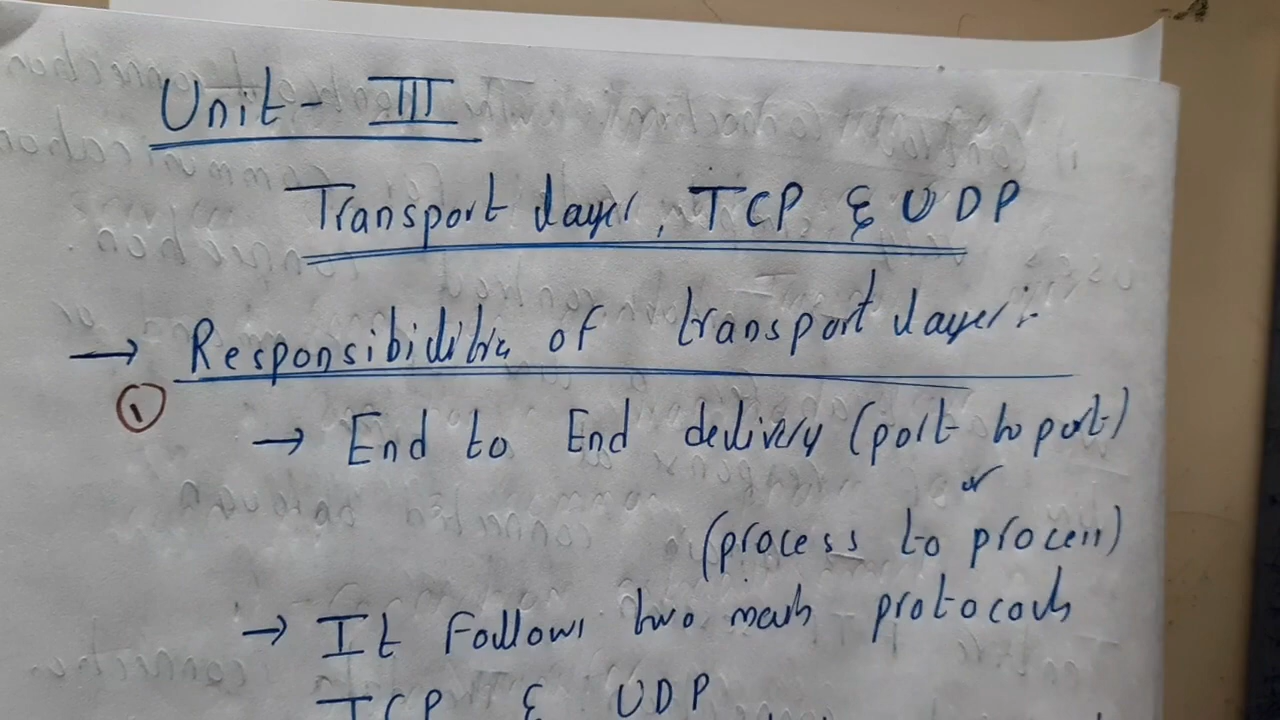 Unit - III
Transport layer, TCP & UDP
→ Responsibilities of transport layer:-
① → End to End delivery (port to port)
or
(process to process)
→ It follows two main protocols
TCP & UDP